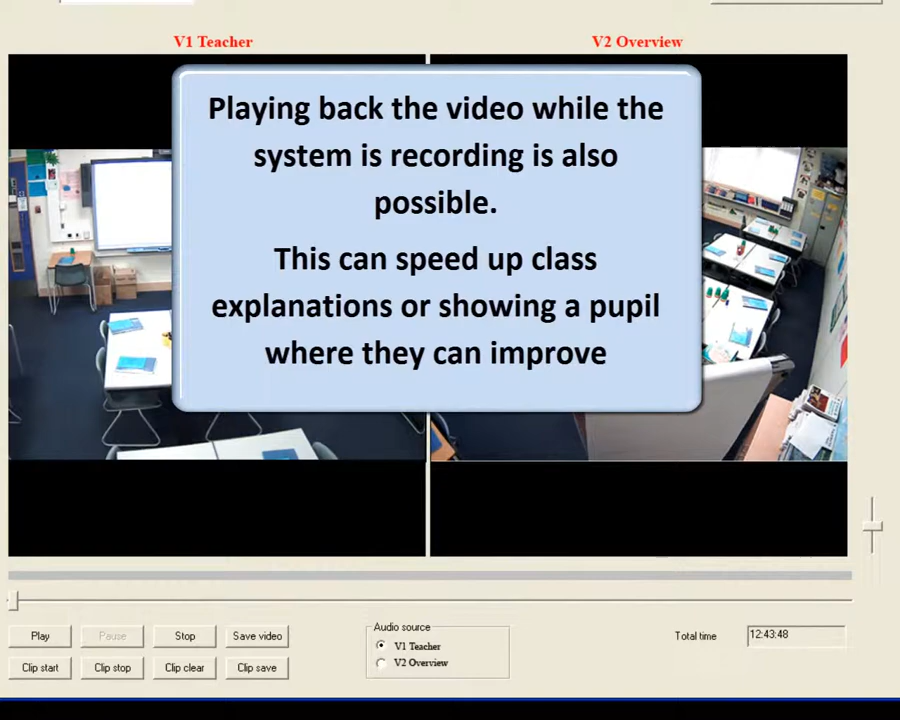 V1 Teacher
V2 Overview
Playing back the video while the
system is recording is also
possible.
This can speed up class
explanations or showing a pupil
where they can improve
Play
Pause
Stop
Save video
Clip start
Clip stop
Clip clear
Clip save
Audio source
V1 Teacher
V2 Overview
Total time
12:43:48